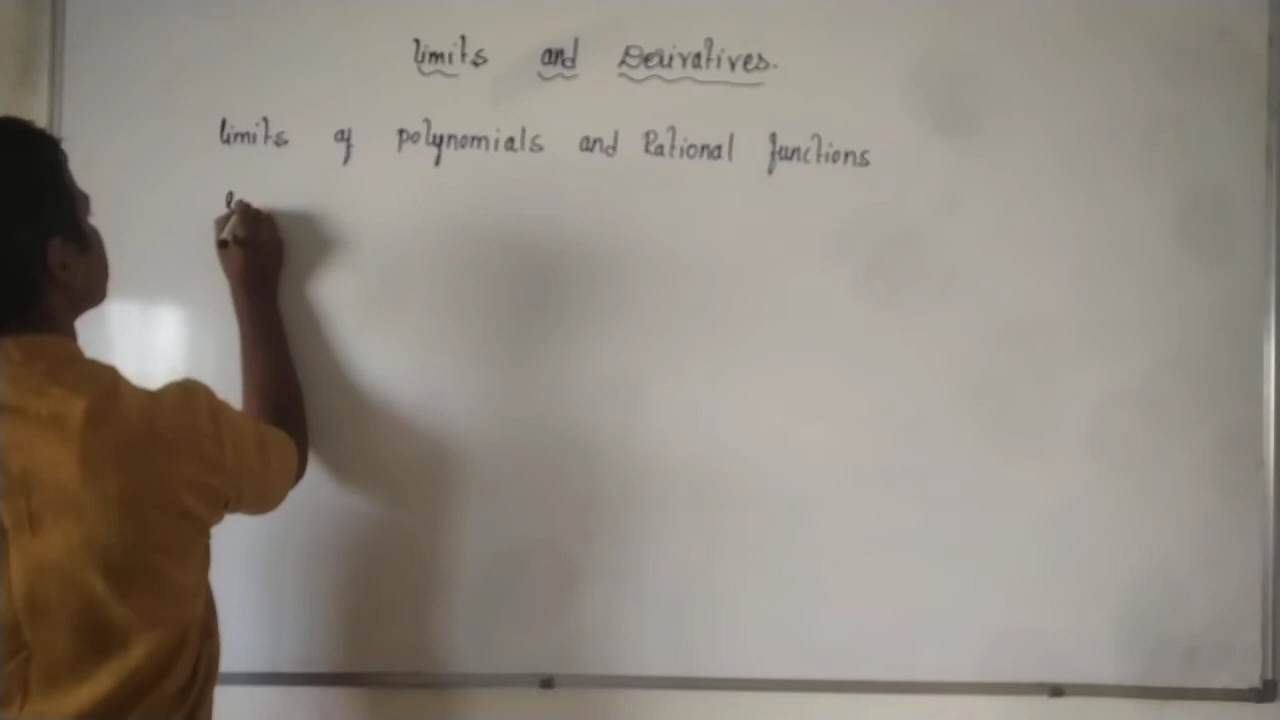 Limits and Derivatives.
Limits of polynomials and Rational functions